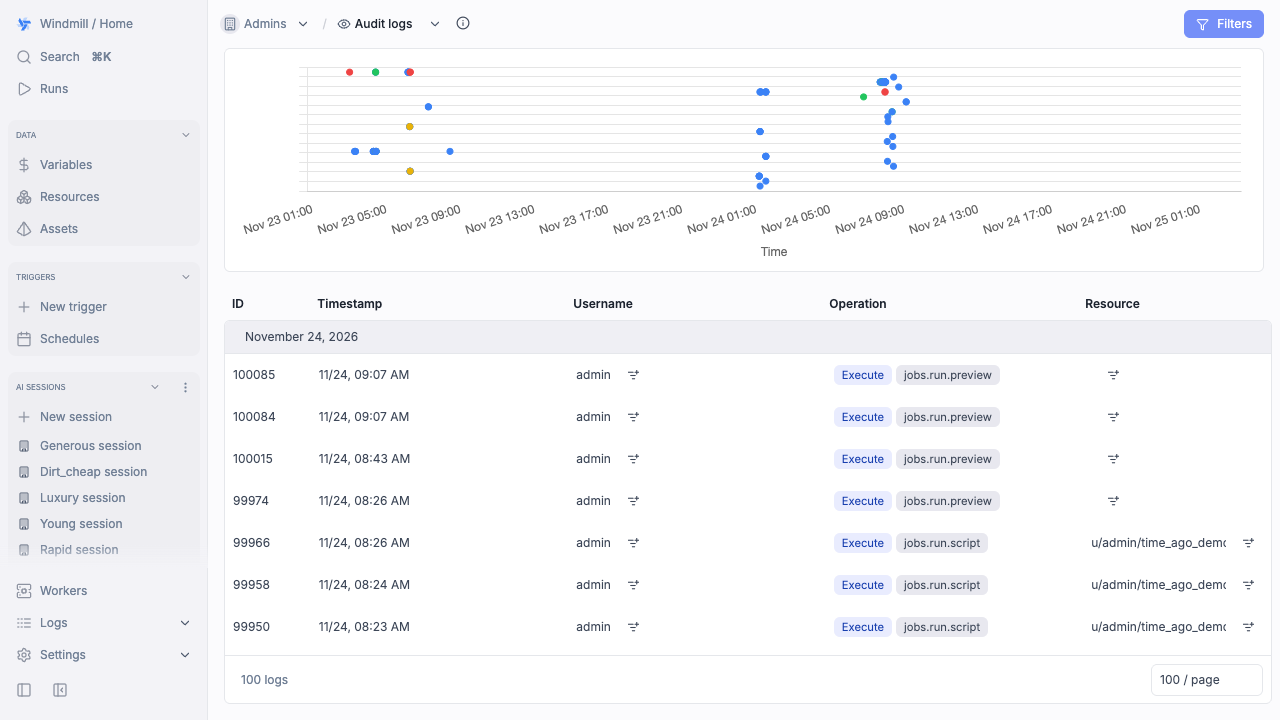 Windmill / Home
Search ⌘K
Runs
DATA
Variables
Resources
Assets
TRIGGERS
New trigger
Schedules
AI SESSIONS
New session
Generous session
Dirt_cheap session
Luxury session
Young session
Rapid session
Workers
Logs
Settings
Admins / Audit logs
Filters
Nov 23 01:00 Nov 23 05:00 Nov 23 09:00 Nov 23 13:00 Nov 23 17:00 Nov 23 21:00 Nov 24 01:00 Nov 24 05:00 Nov 24 09:00 Nov 24 13:00 Nov 24 17:00 Nov 24 21:00 Nov 25 01:00
Time
ID Timestamp Username Operation Resource
November 24, 2026
100085 11/24, 09:07 AM admin Execute jobs.run.preview
100084 11/24, 09:07 AM admin Execute jobs.run.preview
100015 11/24, 08:43 AM admin Execute jobs.run.preview
99974 11/24, 08:26 AM admin Execute jobs.run.preview
99966 11/24, 08:26 AM admin Execute jobs.run.script u/admin/time_ago_demo
99958 11/24, 08:24 AM admin Execute jobs.run.script u/admin/time_ago_demo
99950 11/24, 08:23 AM admin Execute jobs.run.script u/admin/time_ago_demo
100 logs
100 / page